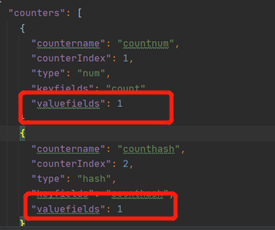 "counters": [
{
"countername": "countnum",
"counterIndex": 1,
"type": "num",
"keyfields": "count"
"valuefields": 1
{
"countername": "counthash",
"counterIndex": 2,
"type": "hash",
"keyfields": "counthash",
"valuefields": 1
}